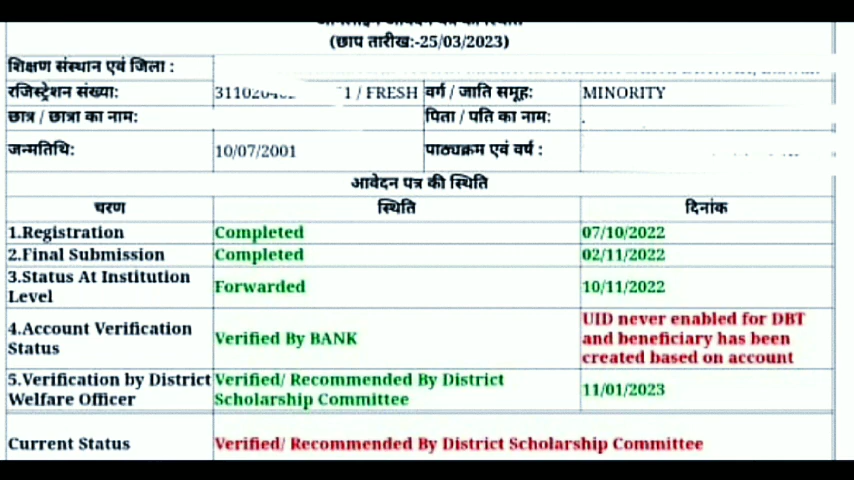 (छाप तारीख:-25/03/2023)
शिक्षण संस्थान एवं जिला :
रजिस्ट्रेशन संख्या: 1 / FRESH वर्ग / जाति समूह: MINORITY
छात्र / छात्रा का नाम: पिता / पति का नाम:
जन्मतिथि: 10/07/2001 पाठ्यक्रम एवं वर्ष :
आवेदन पत्र की स्थिति
चरण स्थिति दिनांक
1.Registration Completed 07/10/2022
2.Final Submission Completed 02/11/2022
3.Status At Institution
Level Forwarded 10/11/2022
4.Account Verification
Status Verified By BANK UID never enabled for DBT
and beneficiary has been
created based on account
5.Verification by District
Welfare Officer Verified/ Recommended By District
Scholarship Committee 11/01/2023
Current Status Verified/ Recommended By District Scholarship Committee